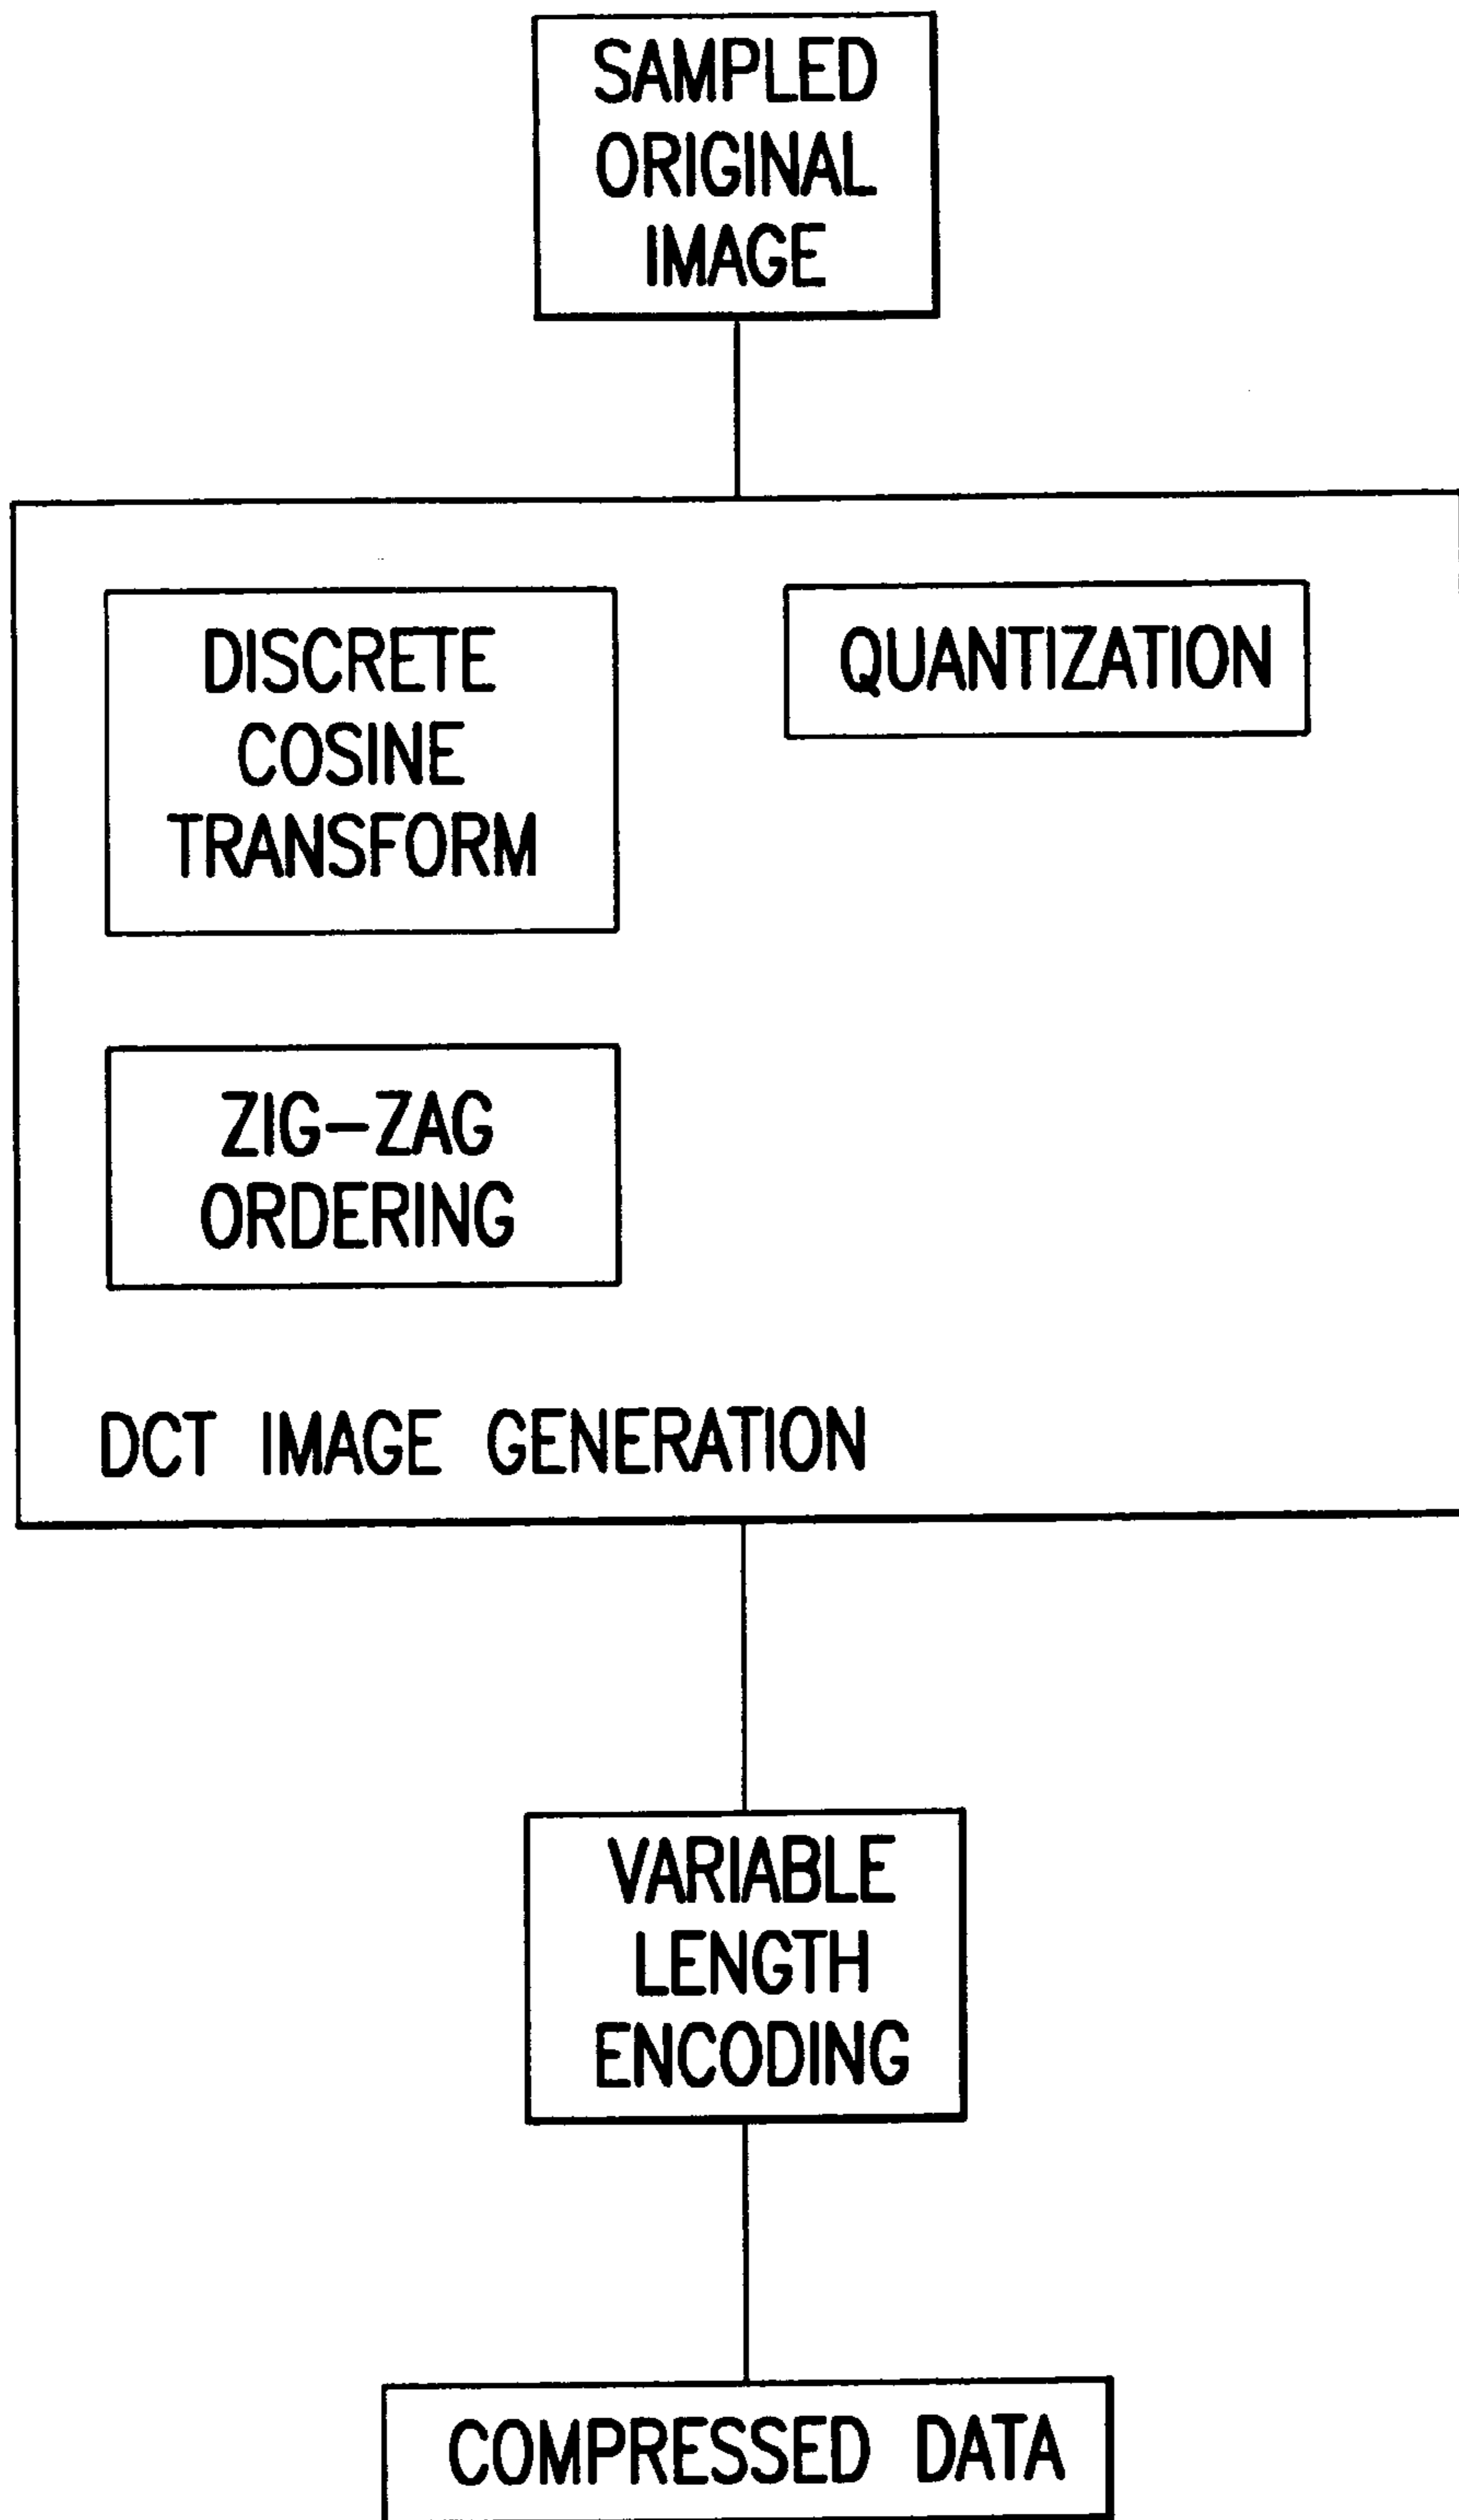 SAMPLED
ORIGINAL
IMAGE
DISCRETE
COSINE
TRANSFORM
QUANTIZATION
ZIG-ZAG
ORDERING
DCT IMAGE GENERATION
VARIABLE
LENGTH
ENCODING
COMPRESSED DATA